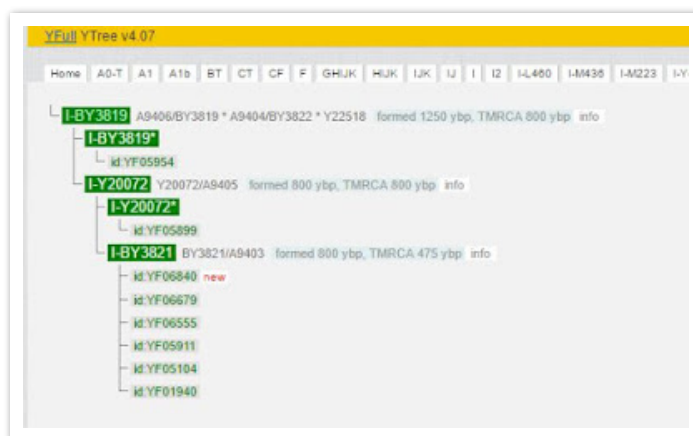 YFull YTree v4.07
Home A0-T A1 A1b BT CT CF F GHIJK HIJK IJK IJ I I2 I-L460 I-M436 I-M223
I-BY3819 A9406/BY3819 * A9404/BY3822 * Y22518 formed 1250 ybp, TMRCA 800 ybp info
I-BY3819*
id:YF05954
I-Y20072 Y20072/A9405 formed 800 ybp, TMRCA 800 ybp info
I-Y20072*
id:YF05899
I-BY3821 BY3821/A9403 formed 800 ybp, TMRCA 475 ybp info
id:YF06840 new
id:YF06679
id:YF06555
id:YF05911
id:YF05104
id:YF01940